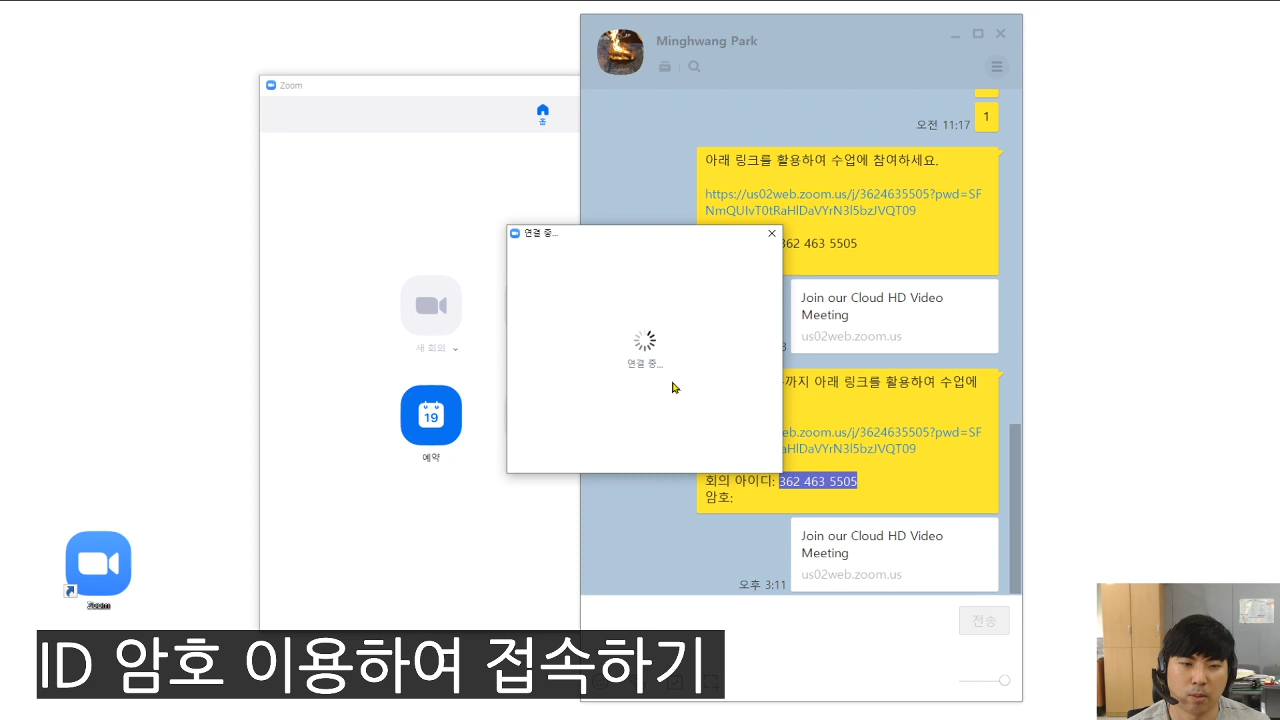 Minghwang Park
Zoom
홈
오전 11:17
1
아래 링크를 활용하여 수업에 참여하세요.
https://us02web.zoom.us/j/3624635505?pwd=SF
NmQUIvT0tRaHlDaVYrN3l5bzJVQT09
362 463 5505
연결 중...
연결 중...
Join our Cloud HD Video
Meeting
us02web.zoom.us
3
새 회의
19
예약
까지 아래 링크를 활용하여 수업에
eb.zoom.us/j/3624635505?pwd=SF
aHlDaVYrN3l5bzJVQT09
회의 아이디: 362 463 5505
암호:
Join our Cloud HD Video
Meeting
us02web.zoom.us
오후 3:11
전송
Zoom
ID 암호 이용하여 접속하기